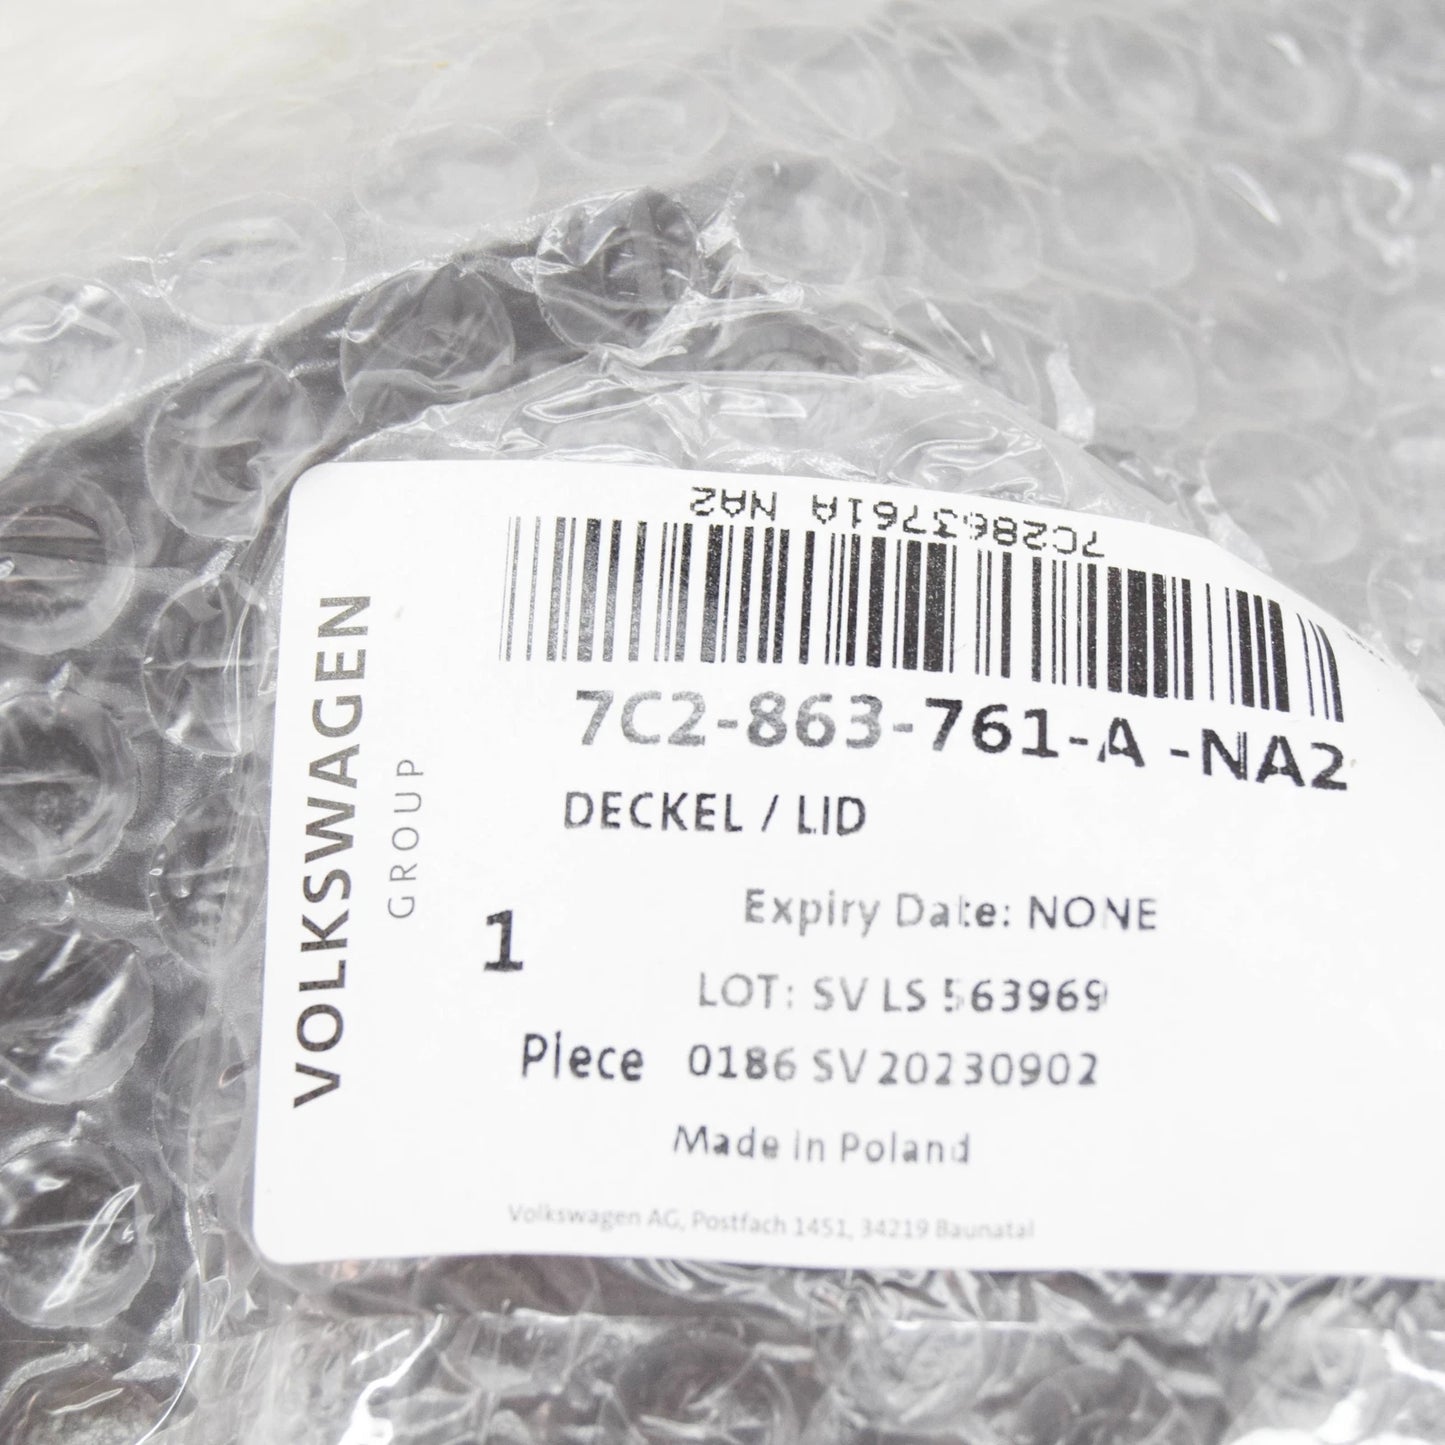 7C2863761A NA2
VOLKSWAGEN
GROUP
7C2-863-761-A -NA2
DECKEL / LID
Expiry Date: NONE
1
LOT: SV LS 563969
Piece 0186 SV 20230902
Made in Poland
Volkswagen AG, Postfach 1451, 34219 Baunatal